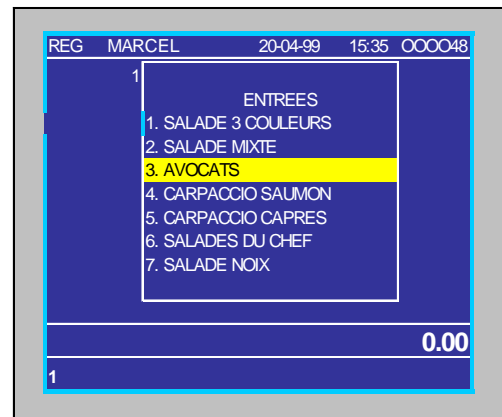 REG MARCEL 20-04-99 15:35 OOOO48
1
ENTREES
1. SALADE 3 COULEURS
2. SALADE MIXTE
3. AVOCATS
4. CARPACCIO SAUMON
5. CARPACCIO CAPRES
6. SALADES DU CHEF
7. SALADE NOIX
0.00
1